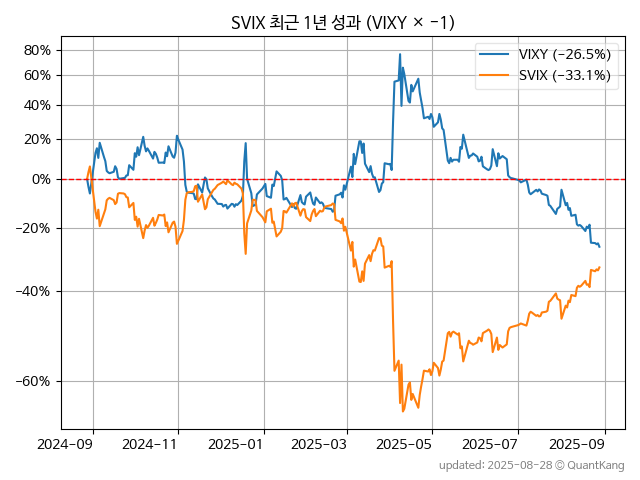 SVIX 최근 1년 성과 (VIXY × −1)
VIXY (−26.5%)
SVIX (−33.1%)
80%
60%
40%
20%
0%
−20%
−40%
−60%
2024-09 2024-11 2025-01 2025-03 2025-05 2025-07 2025-09
updated: 2025-08-28 © QuantKang